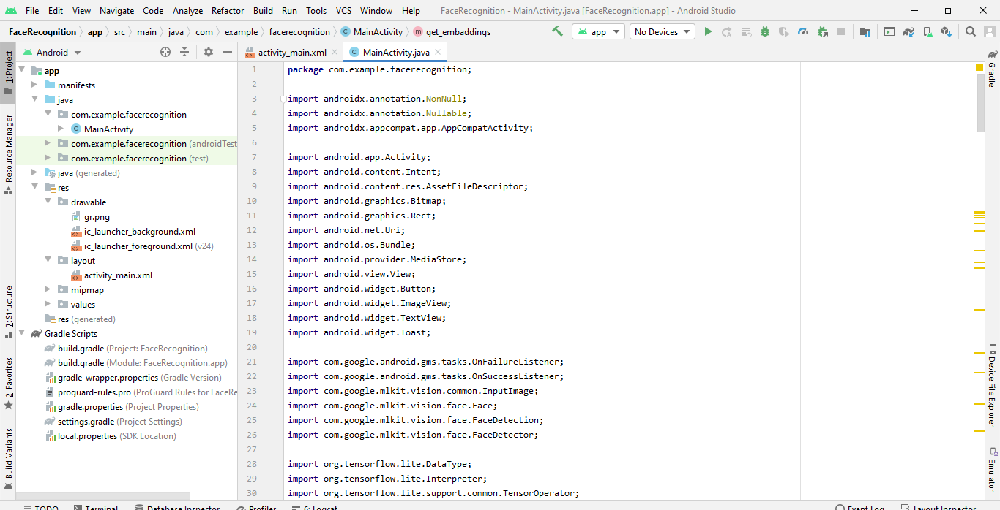 File Edit View Navigate Code Analyze Refactor Build Run Tools VCS Window Help FaceRecognition - MainActivity.java [FaceRecognition.app] - Android Studio
FaceRecognition app src main java com example facerecognition MainActivity get_embaddings app No Devices
1: Project
Resource Manager
7: Structure
2: Favorites
Build Variants
Android
app
manifests
java
com.example.facerecognition
MainActivity
com.example.facerecognition (androidTest
com.example.facerecognition (test)
java (generated)
res
drawable
gr.png
ic_launcher_background.xml
ic_launcher_foreground.xml (v24)
layout
activity_main.xml
mipmap
values
res (generated)
Gradle Scripts
build.gradle (Project: FaceRecognition)
build.gradle (Module: FaceRecognition.app)
gradle-wrapper.properties (Gradle Version)
proguard-rules.pro (ProGuard Rules for FaceRe
gradle.properties (Project Properties)
settings.gradle (Project Settings)
local.properties (SDK Location)
activity_main.xml MainActivity.java
1 package com.example.facerecognition;
2
3 import androidx.annotation.NonNull;
4 import androidx.annotation.Nullable;
5 import androidx.appcompat.app.AppCompatActivity;
6
7 import android.app.Activity;
8 import android.content.Intent;
9 import android.content.res.AssetFileDescriptor;
10 import android.graphics.Bitmap;
11 import android.graphics.Rect;
12 import android.net.Uri;
13 import android.os.Bundle;
14 import android.provider.MediaStore;
15 import android.view.View;
16 import android.widget.Button;
17 import android.widget.ImageView;
18 import android.widget.TextView;
19 import android.widget.Toast;
20
21 import com.google.android.gms.tasks.OnFailureListener;
22 import com.google.android.gms.tasks.OnSuccessListener;
23 import com.google.mlkit.vision.common.InputImage;
24 import com.google.mlkit.vision.face.Face;
25 import com.google.mlkit.vision.face.FaceDetection;
26 import com.google.mlkit.vision.face.FaceDetector;
27
28 import org.tensorflow.lite.DataType;
29 import org.tensorflow.lite.Interpreter;
30 import org.tensorflow.lite.support.common.TensorOperator;
Gradle
Device File Explorer
Emulator
TODO Terminal Database Inspector Profiler 6: Logcat Event Log Layout Inspector